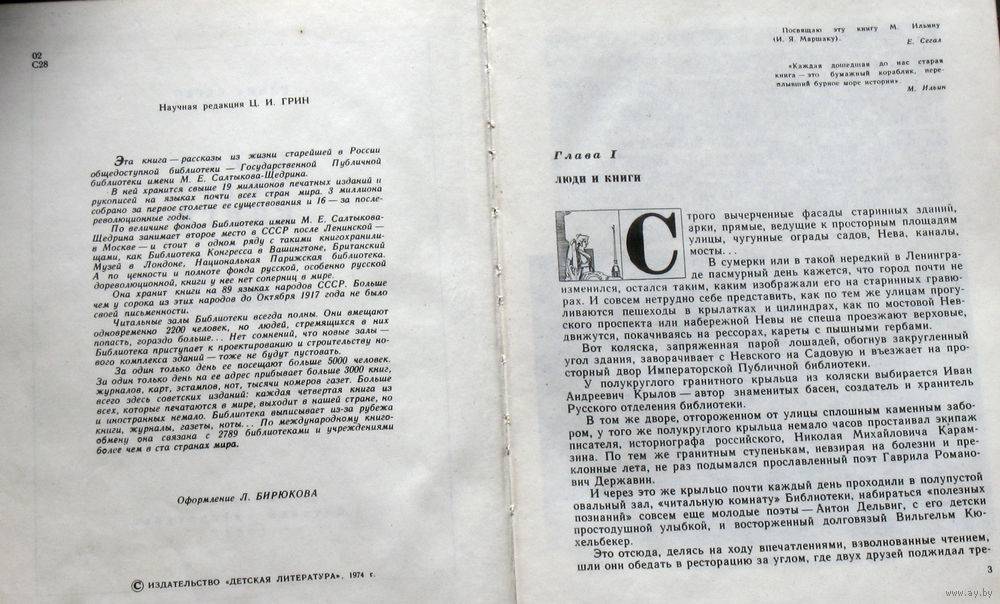 02
С28
Научная редакция Ц. И. ГРИН
Эта книга — рассказы из жизни старейшей в России
общедоступной библиотеки — Государственной Публичной
библиотеки имени М. Е. Салтыкова-Щедрина.
В ней хранится свыше 19 миллионов печатных изданий и
рукописей на языках почти всех стран мира. 3 миллиона
собрано за первое столетие ее существования и 16 — за после-
революционные годы.
По величине фондов Библиотека имени М. Е. Салтыкова-
Щедрина занимает второе место в СССР после Ленинской —
в Москве — и стоит в одном ряду с такими книгохранили-
щами, как Библиотека Конгресса в Вашингтоне, Британский
Музей в Лондоне, Национальная Парижская библиотека.
А по ценности и полноте фонда русской, особенно русской
дореволюционной, книги у нее нет соперниц в мире.
Она хранит книги на 89 языках народов СССР. Больше
чем у сорока из этих народов до Октября 1917 года не было
своей письменности.
Читальные залы Библиотеки всегда полны. Они вмещают
одновременно 2200 человек, но людей, стремящихся в них
попасть, гораздо больше... Нет сомнений, что новые залы —
Библиотека приступает к проектированию и строительству но-
вого комплекса зданий — тоже не будут пустовать.
За один только день ее посещают больше 5000 человек.
За один только день на ее адрес прибывает больше 3000 книг,
журналов, карт, эстампов, нот, тысячи номеров газет. Больше
всего здесь советских изданий: каждая четвертая книга из
всех, которые печатаются в мире, выходит в нашей стране, но
и иностранных немало. Библиотека выписывает из-за рубежа
книги, журналы, газеты, ноты... По международному книго-
обмену она связана с 2789 библиотеками и учреждениями
более чем в ста странах мира.
Оформление Л. БИРЮКОВА
© ИЗДАТЕЛЬСТВО «ДЕТСКАЯ ЛИТЕРАТУРА». 1974 г.
Посвящаю эту книгу М. Ильину
(И. Я. Маршаку).
Е. Сегал
«Каждая дошедшая до нас старая
книга — это бумажный кораблик, пере-
плывший бурное море истории».
М. Ильин
Глава I
ЛЮДИ И КНИГИ
Строго вычерченные фасады старинных зданий,
арки, прямые, ведущие к просторным площадям
улицы, чугунные ограды садов, Нева, каналы,
мосты...
В сумерки или в такой нередкий в Ленингра-
де пасмурный день кажется, что город почти не
изменился, остался таким, каким изображали его на старинных гравю-
рах. И совсем нетрудно себе представить, как по тем же улицам прогу-
ливаются пешеходы в крылатках и цилиндрах, как по мостовой Нев-
ского проспекта или набережной Невы не спеша проезжают верховые,
движутся, покачиваясь на рессорах, кареты с пышными гербами.
Вот коляска, запряженная парой лошадей, обогнув закругленный
угол здания, заворачивает с Невского на Садовую и въезжает на про-
сторный двор Императорской Публичной библиотеки.
У полукруглого гранитного крыльца из коляски выбирается Иван
Андреевич Крылов — автор знаменитых басен, создатель и хранитель
Русского отделения библиотеки.
В том же дворе, отгороженном от улицы сплошным каменным забо-
ром, у того же полукруглого крыльца немало часов простаивал экипаж
писателя, историографа российского, Николая Михайловича Карам-
зина. По тем же гранитным ступенькам, невзирая на болезни и пре-
клонные лета, не раз подымался прославленный поэт Гаврила Романо-
вич Державин.
И через это же крыльцо почти каждый день проходили в полупустой
овальный зал, «читальную комнату» Библиотеки, набираться «полезных
познаний» совсем еще молодые поэты — Антон Дельвиг, с его детски
простодушной улыбкой, и восторженный долговязый Вильгельм Кю-
хельбекер.
Это отсюда, делясь на ходу впечатлениями, взволнованные чтением,
шли они обедать в ресторацию за углом, где двух друзей поджидал тре-
3
www.ay.by